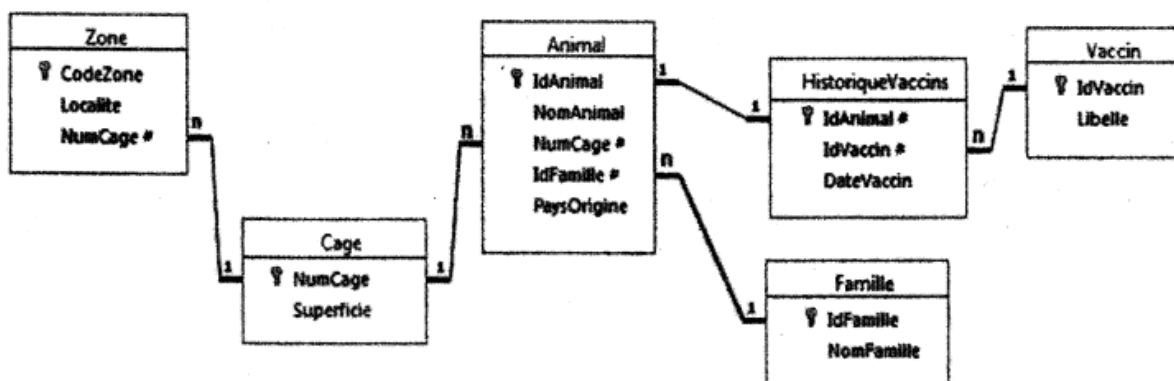 Zone
CodeZone
Localite
NumCage #
n
1
Cage
NumCage
Superficie
1
n
Animal
IdAnimal
NomAnimal
NumCage #
IdFamille #
PaysOrigine
1
n
1
HistoriqueVaccins
IdAnimal #
IdVaccin #
DateVaccin
n
1
Vaccin
IdVaccin
Libelle
1
Famille
IdFamille
NomFamille